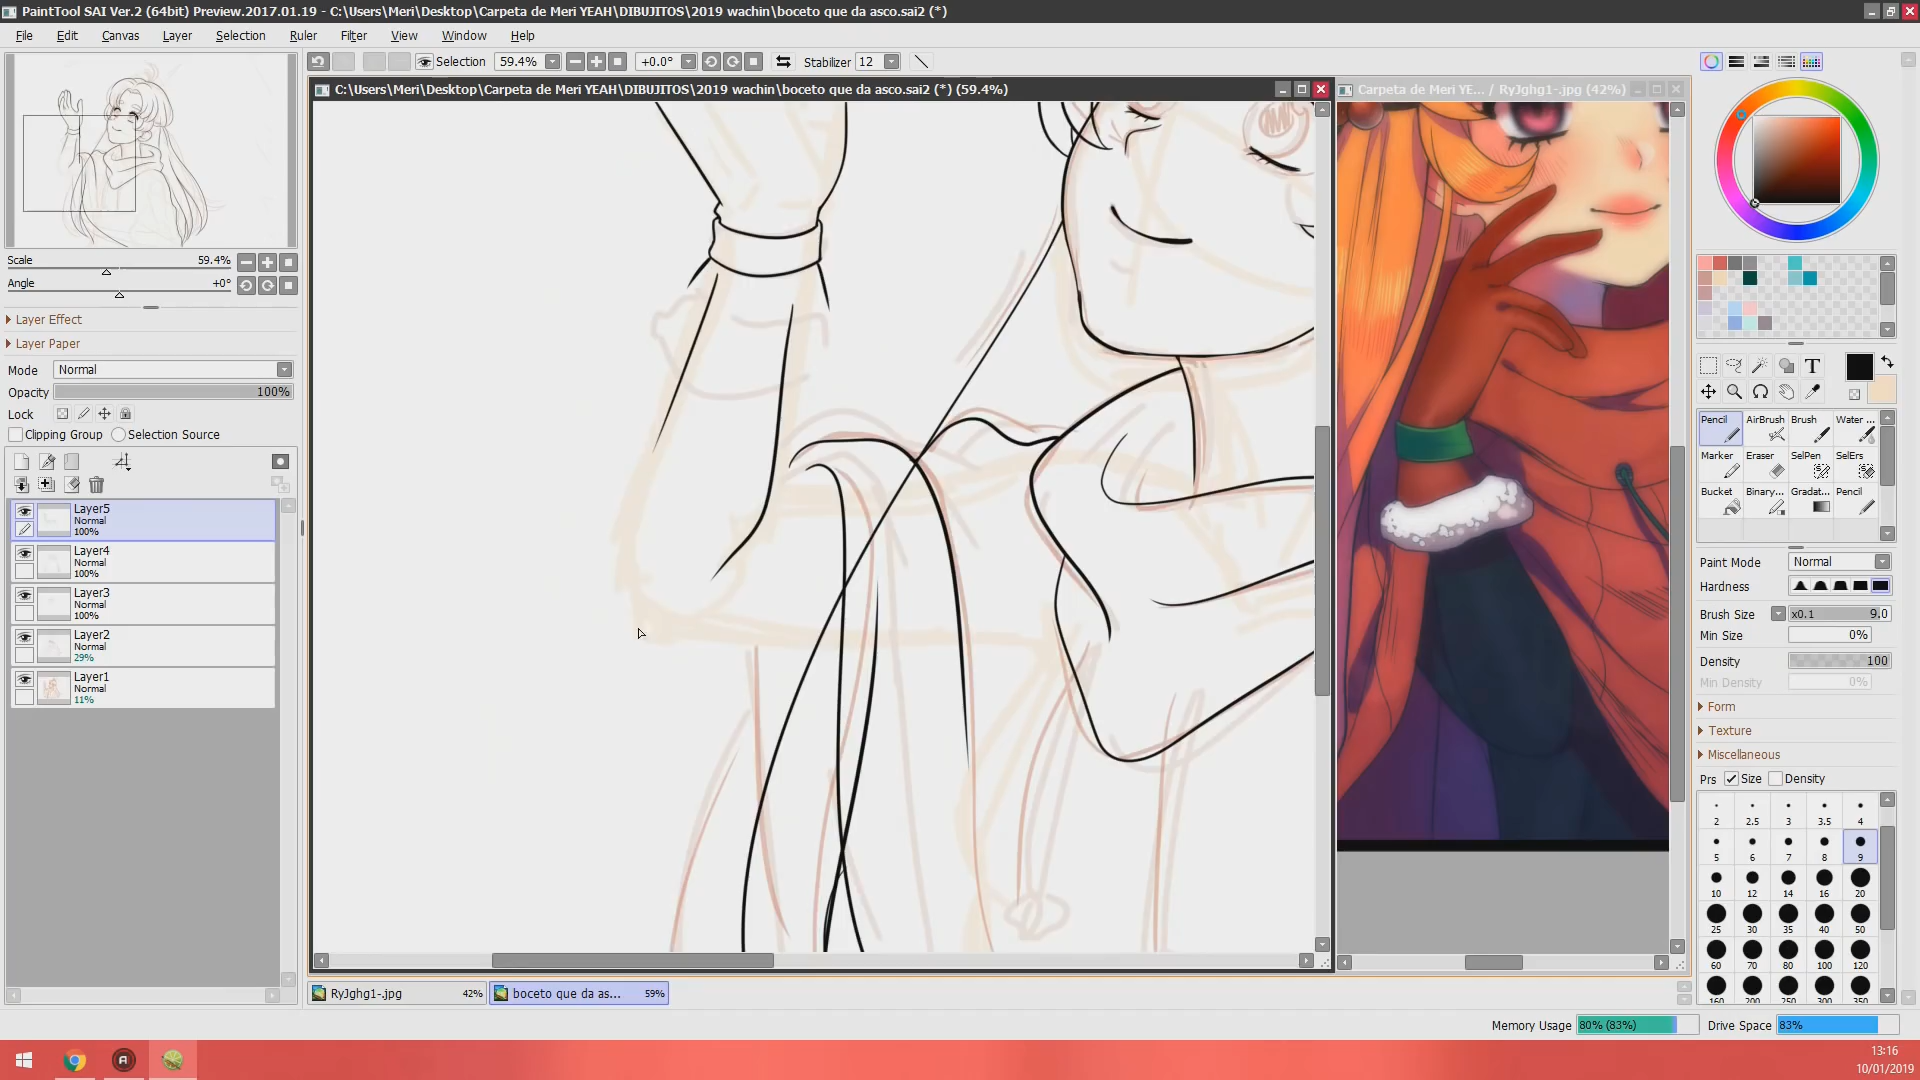 PaintTool SAI Ver.2 (64bit) Preview.2017.01.19 - C:\Users\Meri\Desktop\Carpeta de Meri YEAH\DIBUJITOS\2019 wachin\boceto que da asco.sai2 (*)
File Edit Canvas Layer Selection Ruler Filter View Window Help
Selection 59.4% +0.0° Stabilizer 12
C:\Users\Meri\Desktop\Carpeta de Meri YEAH\DIBUJITOS\2019 wachin\boceto que da asco.sai2 (*) (59.4%)
Carpeta de Meri YE... / RyJghg1-.jpg (42%)
Scale 59.4%
Angle +0°
Layer Effect
Layer Paper
Mode Normal
Opacity 100%
Lock
Clipping Group Selection Source
Layer5
Normal
100%
Layer4
Normal
100%
Layer3
Normal
100%
Layer2
Normal
29%
Layer1
Normal
11%
T
Pencil AirBrush Brush Water ...
Marker Eraser SelPen SelErs
Bucket Binary... Gradat... Pencil
Paint Mode Normal
Hardness
Brush Size x0.1 9.0
Min Size 0%
Density 100
Min Density 0%
Form
Texture
Miscellaneous
Prs Size Density
2 2.5 3 3.5 4
5 6 7 8 9
10 12 14 16 20
25 30 35 40 50
60 70 80 100 120
160 200 250 300 350
RyJghg1-.jpg 42% boceto que da as... 59%
Memory Usage 80% (83%) Drive Space 83%
13:16
10/01/2019